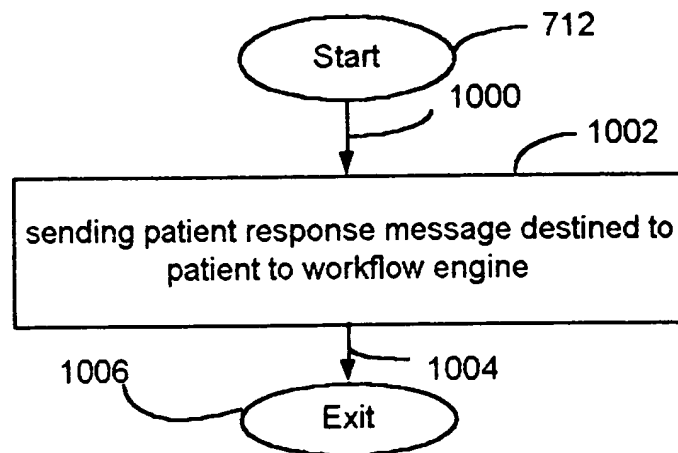 Start
712
1000
1002
sending patient response message destined to
patient to workflow engine
1004
1006
Exit